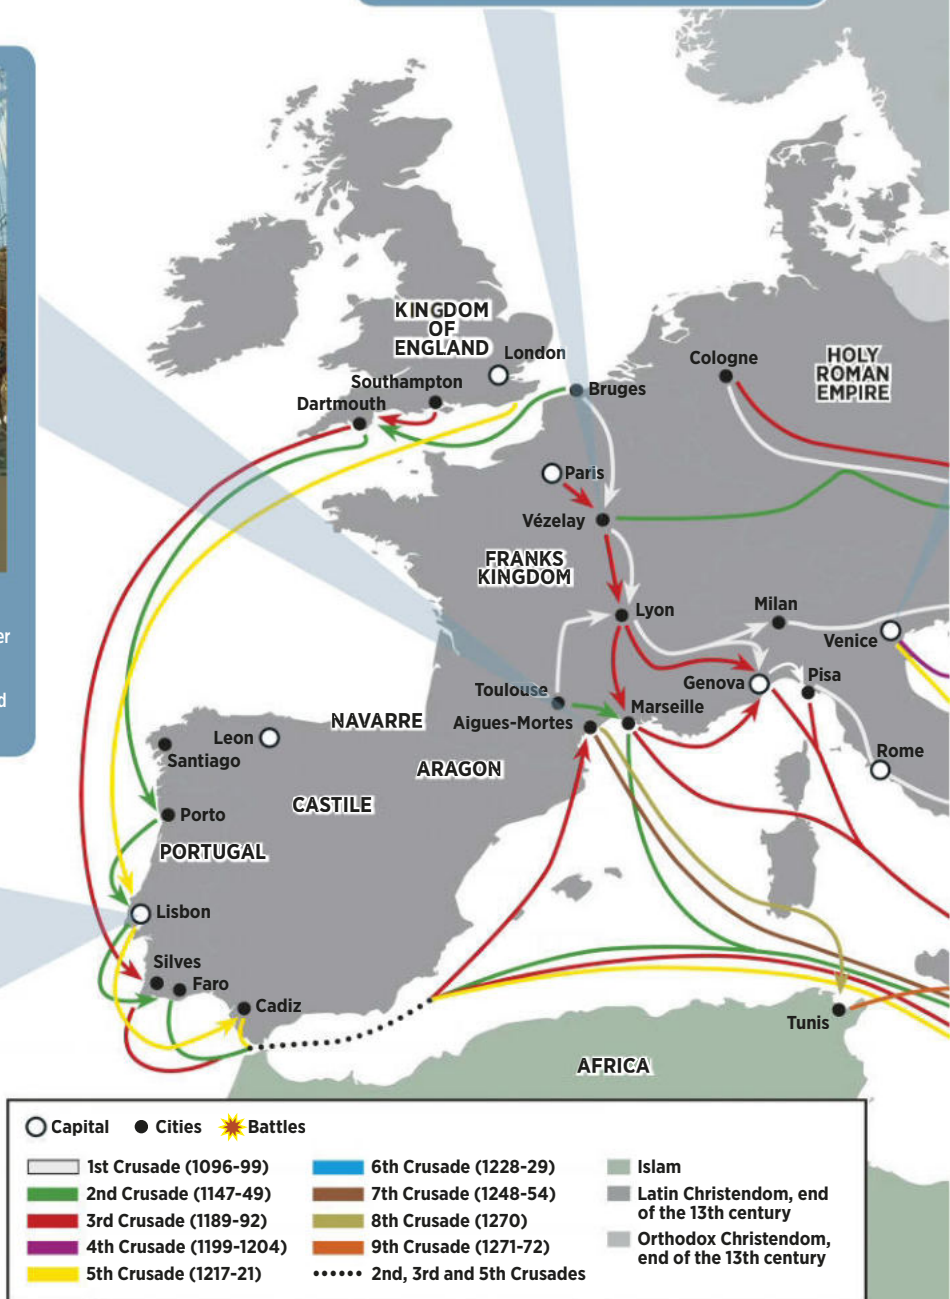 er
d
KINGDOM
OF
ENGLAND
London
Southampton
Dartmouth
Bruges
Cologne
HOLY
ROMAN
EMPIRE
Paris
Vézelay
FRANKS
KINGDOM
Lyon
Milan
Venice
Toulouse
Genova
Pisa
Aigues-Mortes
Marseille
NAVARRE
Leon
Santiago
Rome
ARAGON
CASTILE
Porto
PORTUGAL
Lisbon
Silves
Faro
Cadiz
Tunis
AFRICA
Capital
Cities
Battles
1st Crusade (1096-99)
2nd Crusade (1147-49)
3rd Crusade (1189-92)
4th Crusade (1199-1204)
5th Crusade (1217-21)
6th Crusade (1228-29)
7th Crusade (1248-54)
8th Crusade (1270)
9th Crusade (1271-72)
2nd, 3rd and 5th Crusades
Islam
Latin Christendom, end
of the 13th century
Orthodox Christendom,
end of the 13th century